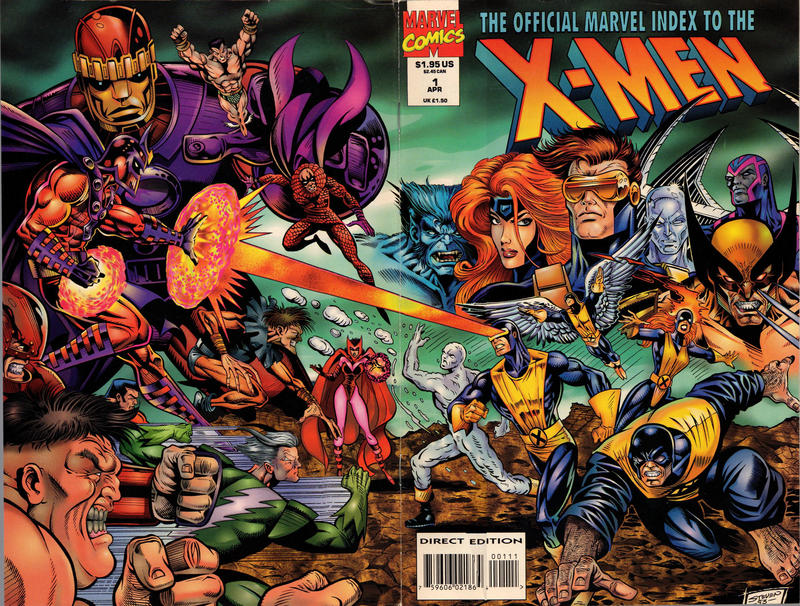 MARVEL
COMICS
$1.95 US
$2.45 CAN
1
APR
UK £1.50
THE OFFICIAL MARVEL INDEX TO THE
X-MEN
DIRECT EDITION
00111
7 59606 02186